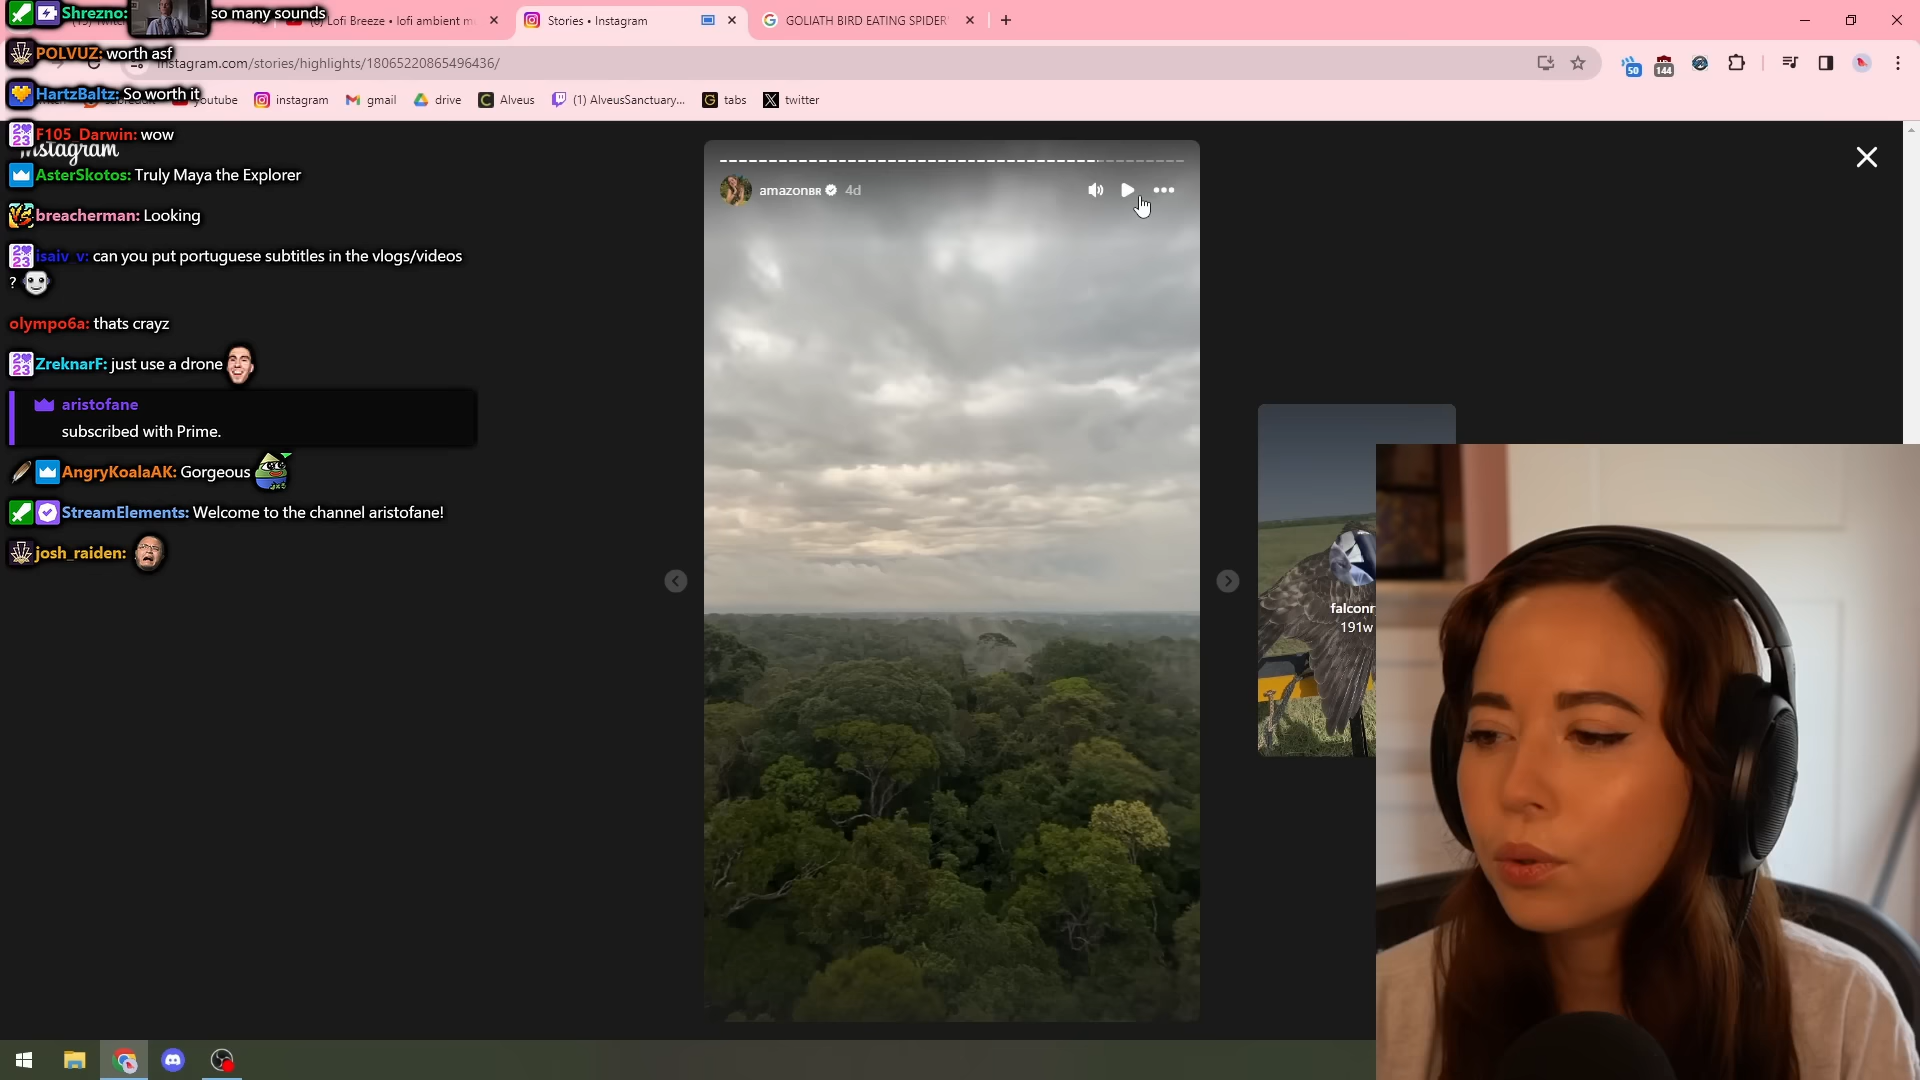 Shrezno: so many sounds
Lofi Breeze • lofi ambient m
Stories • Instagram
GOLIATH BIRD EATING SPIDER
POLVUZ: worth asf
instagram.com/stories/highlights/18065220865496436/
50
144
HartzBaltz: So worth it
youtube
instagram
gmail
drive
Alveus
(1) AlveusSanctuary...
tabs
twitter
F105_Darwin: wow
Instagram
AsterSkotos: Truly Maya the Explorer
breacherman: Looking
isaiv_v: can you put portuguese subtitles in the vlogs/videos
?
olympo6a: thats crayz
ZreknarF: just use a drone
aristofane
subscribed with Prime.
AngryKoalaAK: Gorgeous
StreamElements: Welcome to the channel aristofane!
josh_raiden:
amazonBR 4d
falconr
191w